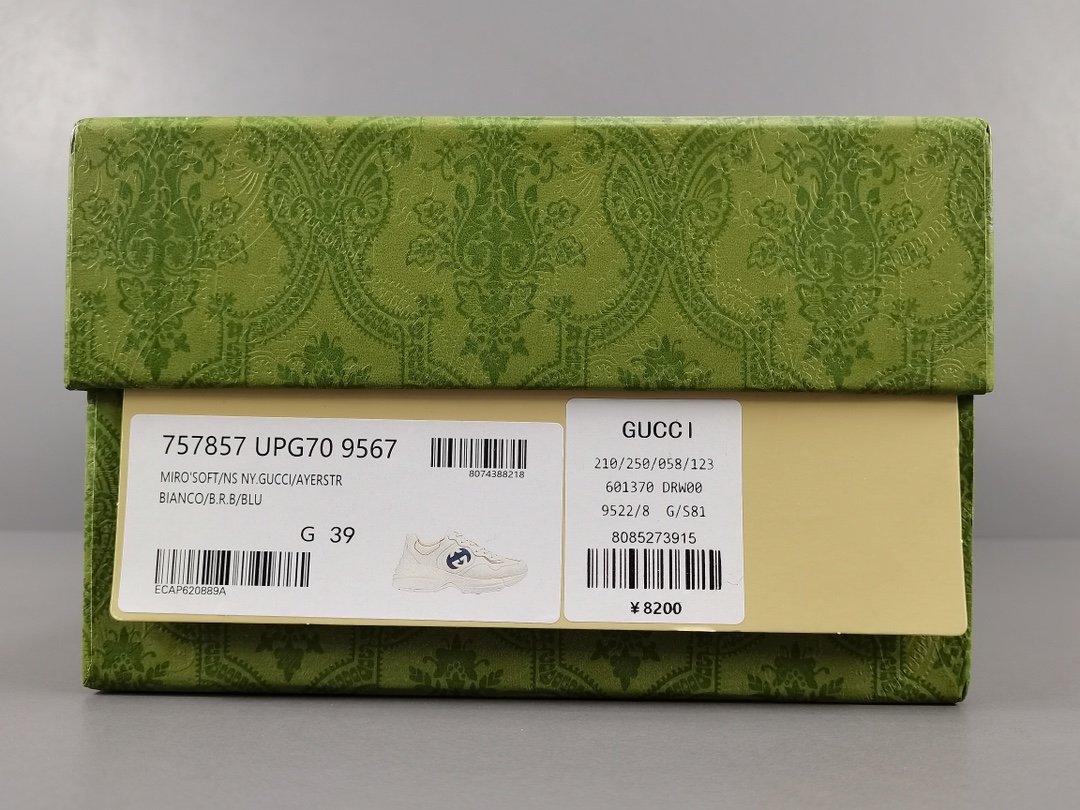 757857 UPG70 9567
8074388218
MIRO'SOFT/NS NY.GUCCI/AYERSTR
BIANCO/B.R.B/BLU
G 39
ECAP620889A
GUCCI
210/250/058/123
601370 DRW00
9522/8 G/S81
8085273915
¥8200